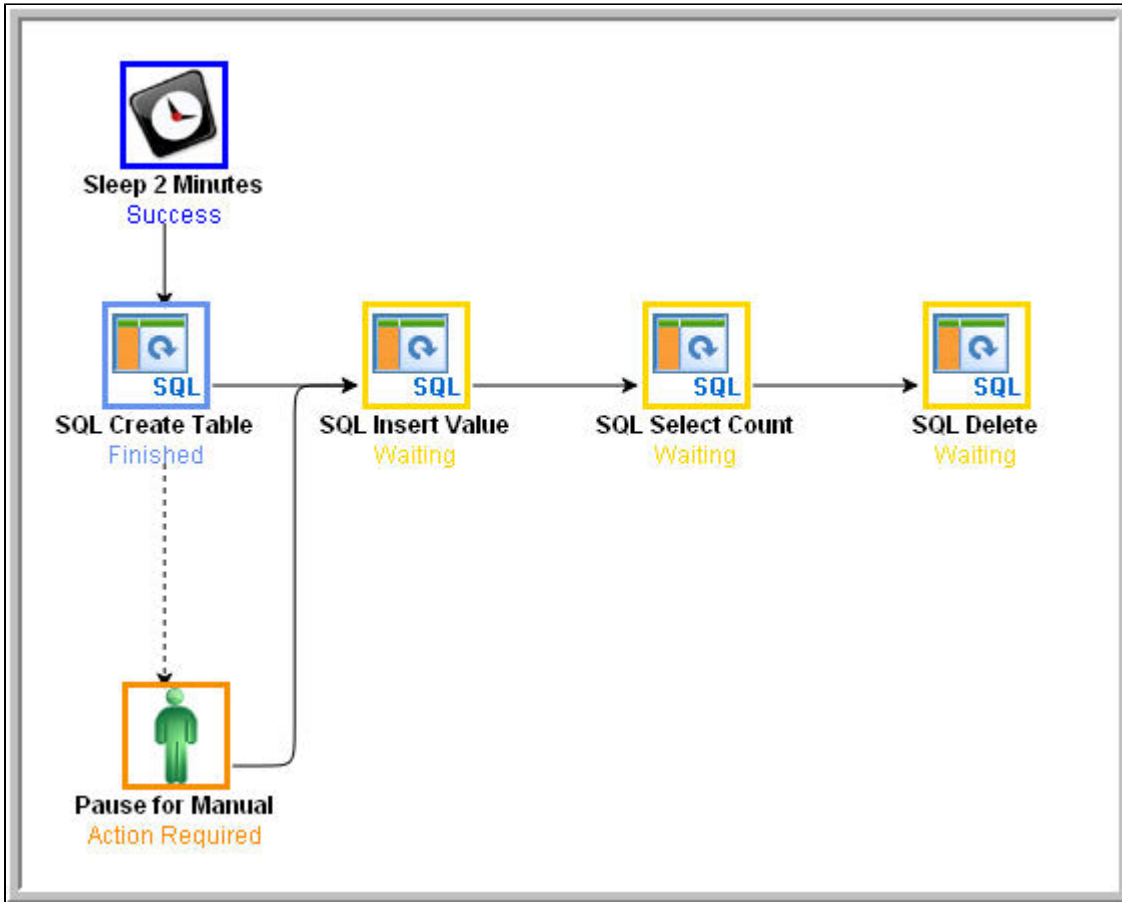 Sleep 2 Minutes
Success
SQL
SQL
SQL
SQL
SQL Create Table
SQL Insert Value
SQL Select Count
SQL Delete
Finished
Waiting
Waiting
Waiting
Pause for Manual
Action Required